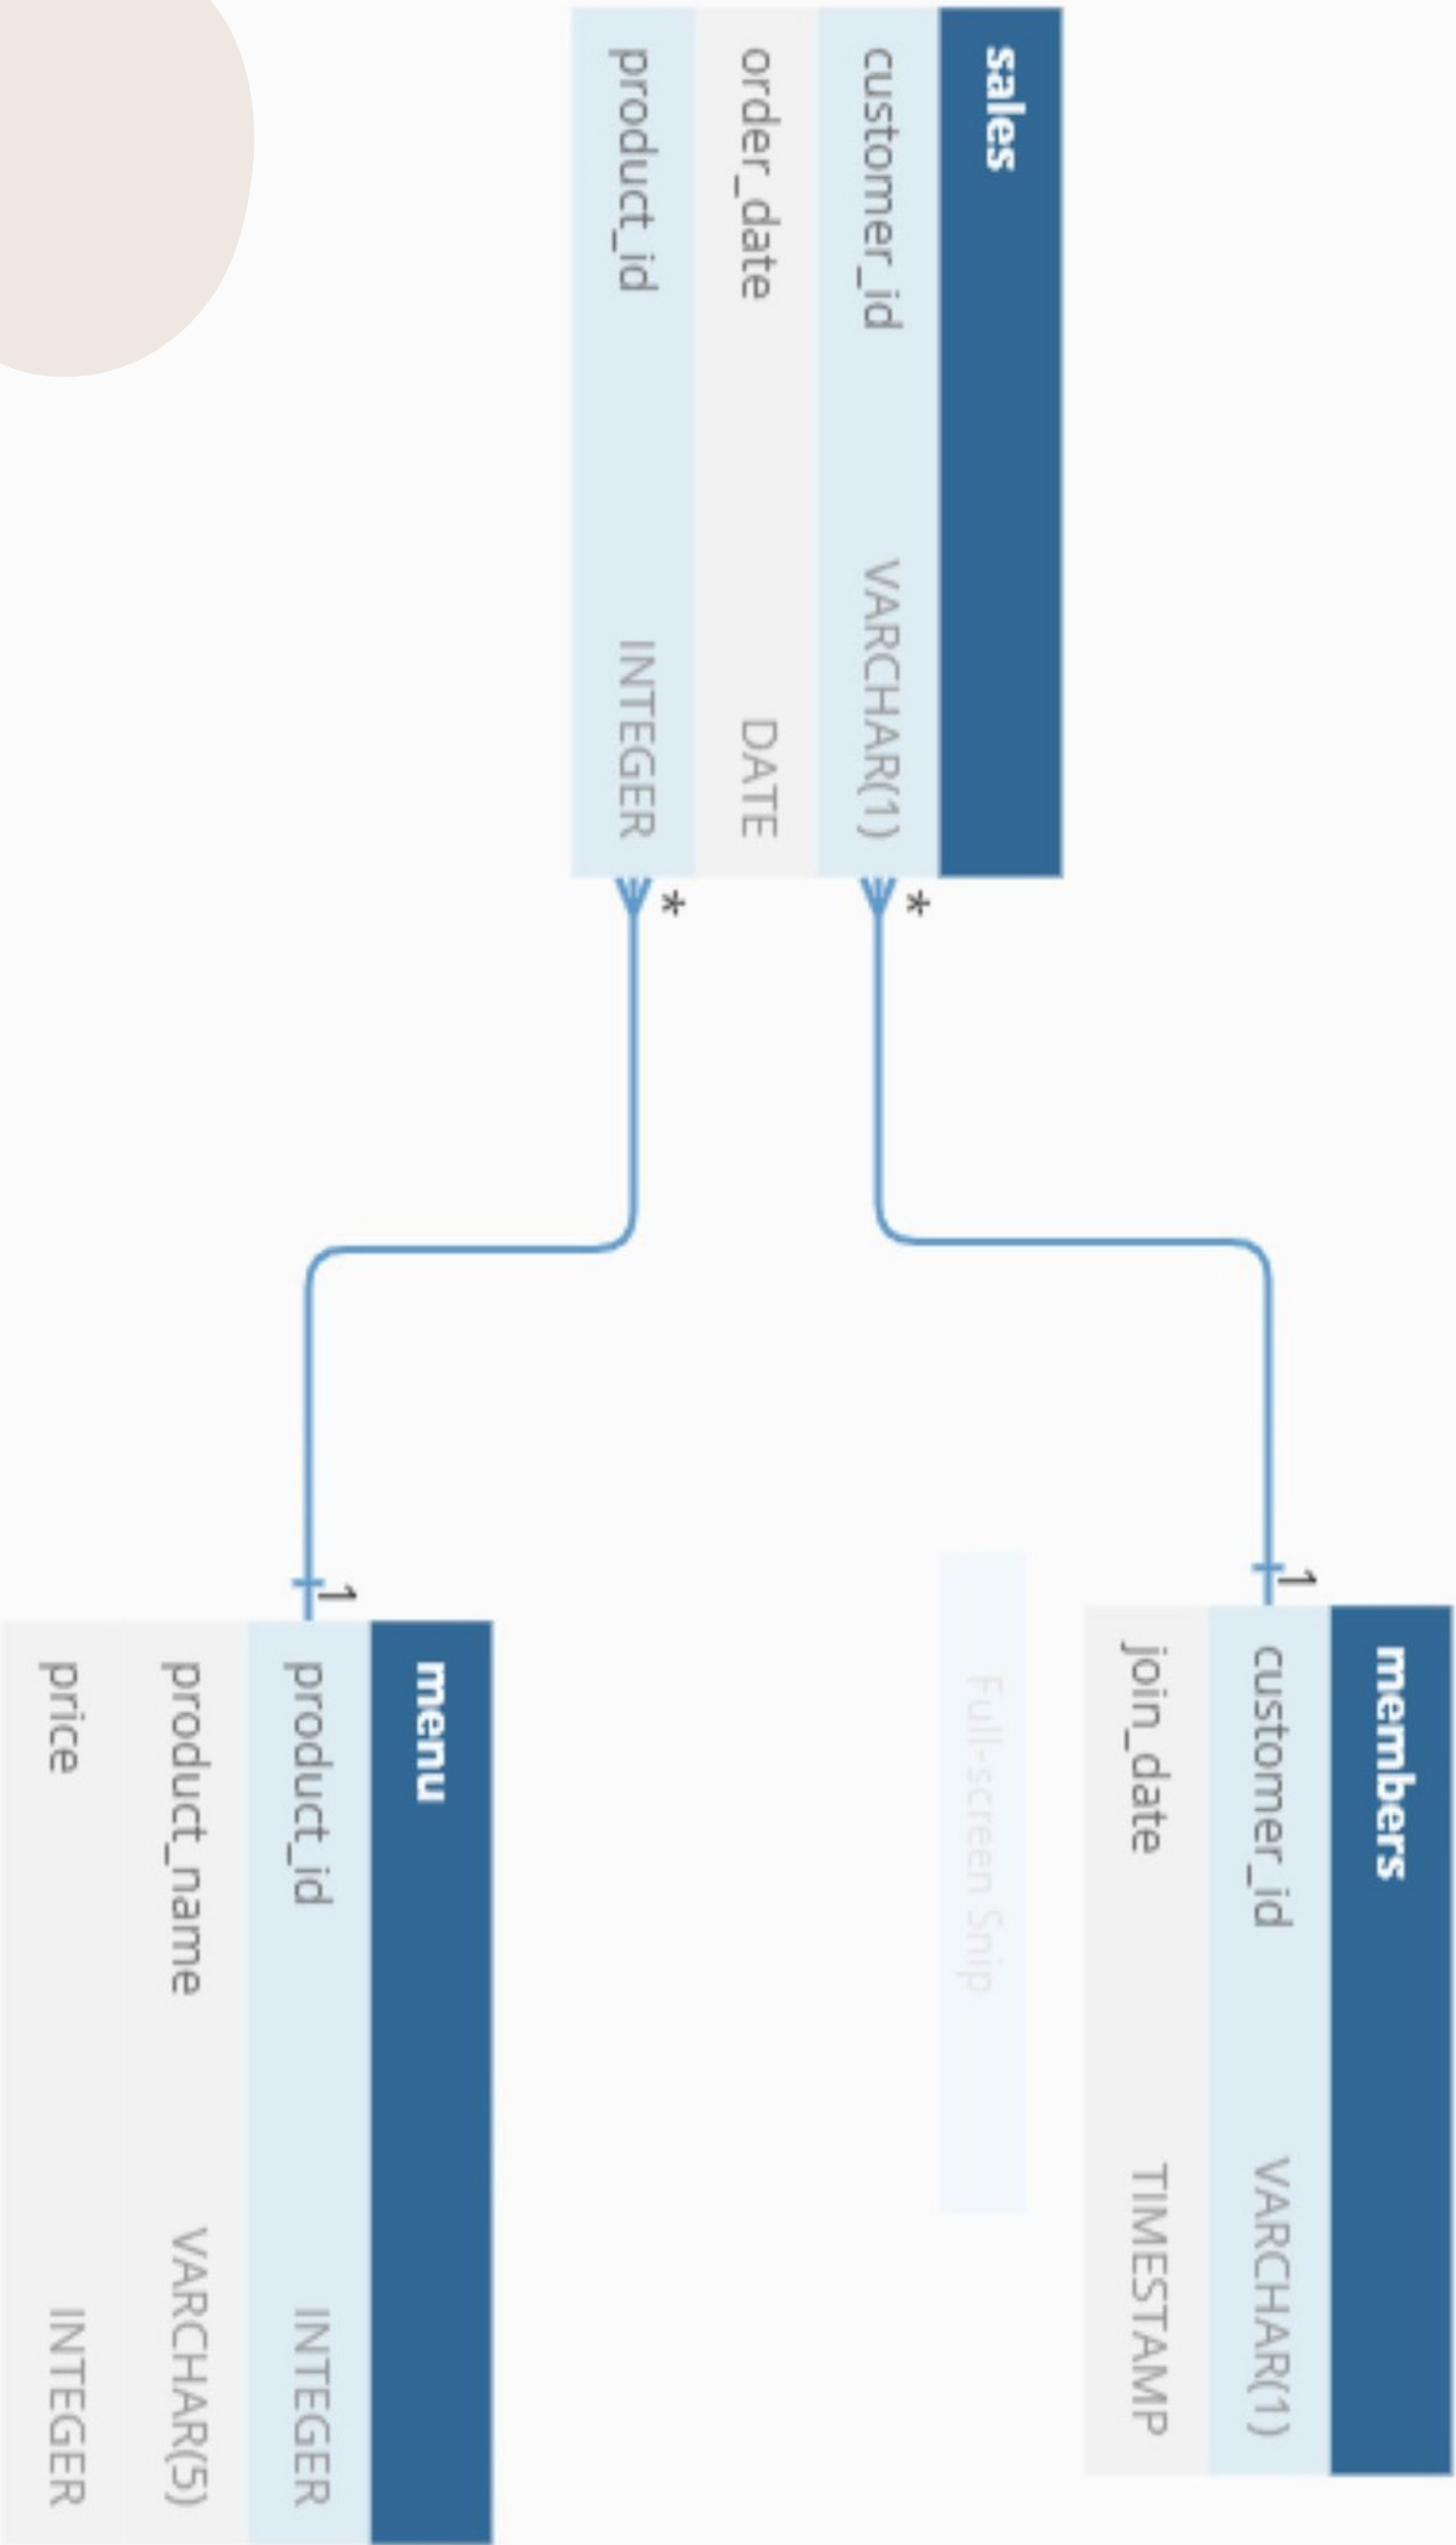 sales
customer_id VARCHAR(1)
order_date DATE
product_id INTEGER
*
*
1
1
members
customer_id VARCHAR(1)
join_date TIMESTAMP
Full-screen Snip
menu
product_id INTEGER
product_name VARCHAR(5)
price INTEGER